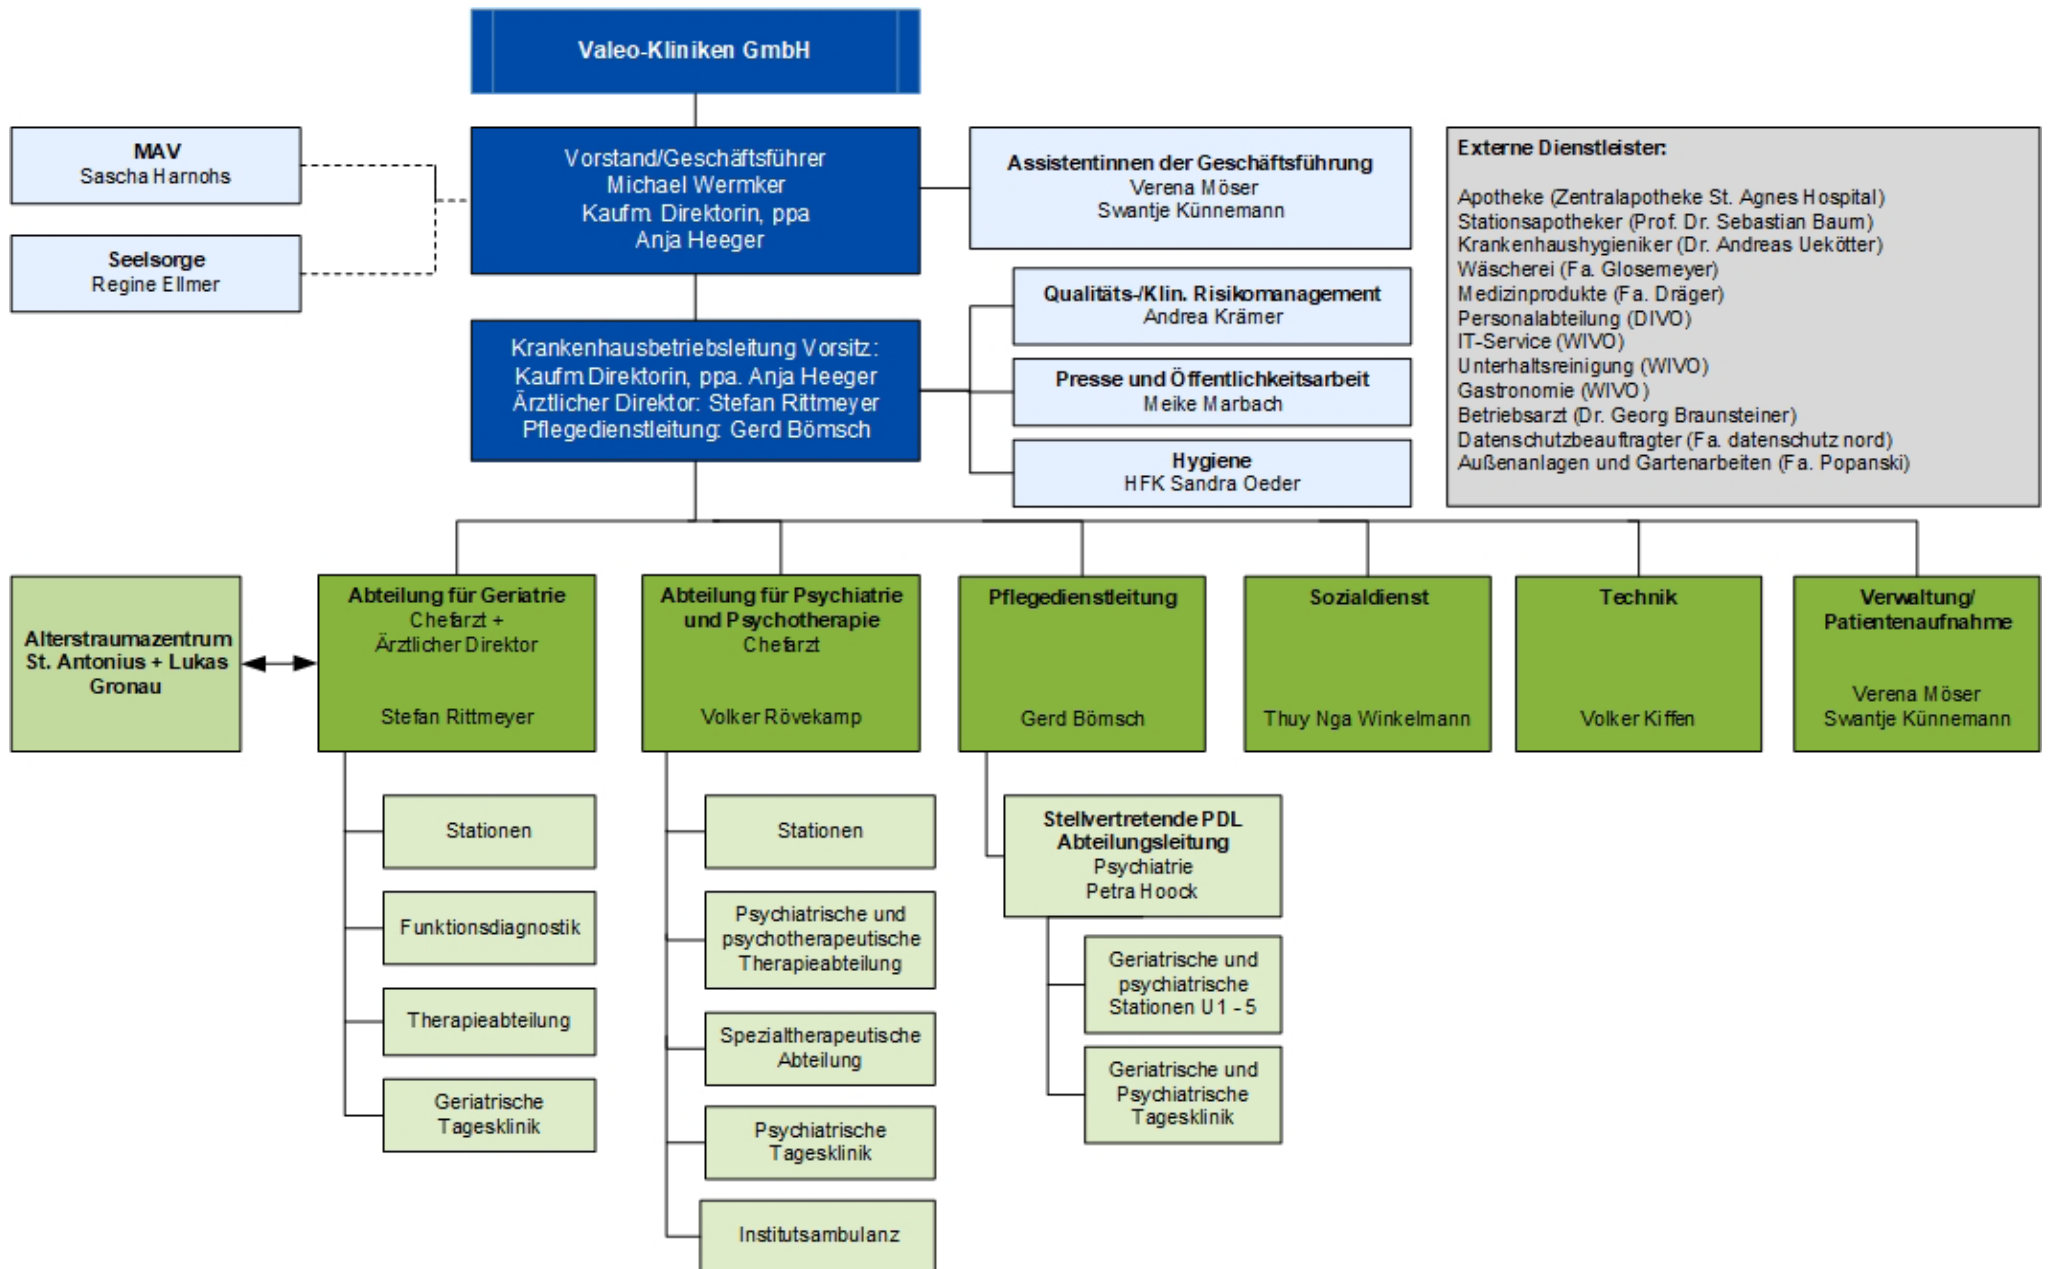 Valeo-Kliniken GmbH
MAV
Sascha Harnohs
Seelsorge
Regine Ellmer
Vorstand/Geschäftsführer
Michael Wermker
Kaufm. Direktorin, ppa
Anja Heeger
Assistentinnen der Geschäftsführung
Verena Möser
Swantje Künnemann
Externe Dienstleister:
Apotheke (Zentralapotheke St. Agnes Hospital)
Stationsapotheker (Prof. Dr. Sebastian Baum)
Krankenhaushygieniker (Dr. Andreas Uekötter)
Wäscherei (Fa. Glosemeyer)
Medizinprodukte (Fa. Dräger)
Personalabteilung (DIVO)
IT-Service (WIVO)
Unterhaltsreinigung (WIVO)
Gastronomie (WIVO)
Betriebsarzt (Dr. Georg Braunsteiner)
Datenschutzbeauftragter (Fa. datenschutz nord)
Außenanlagen und Gartenarbeiten (Fa. Popanski)
Krankenhausbetriebsleitung Vorsitz:
Kaufm.Direktorin, ppa. Anja Heeger
Ärztlicher Direktor: Stefan Rittmeyer
Pflegedienstleitung: Gerd Bömsch
Qualitäts-/Klin. Risikomanagement
Andrea Krämer
Presse und Öffentlichkeitsarbeit
Meike Marbach
Hygiene
HFK Sandra Oeder
Alterstraumazentrum
St. Antonius + Lukas
Gronau
Abteilung für Geriatrie
Chefarzt +
Ärztlicher Direktor
Stefan Rittmeyer
Abteilung für Psychiatrie
und Psychotherapie
Chefarzt
Volker Rövekamp
Pflegedienstleitung
Gerd Bömsch
Sozialdienst
Thuy Nga Winkelmann
Technik
Volker Kiffen
Verwaltung/
Patientenaufnahme
Verena Möser
Swantje Künnemann
Stationen
Funktionsdiagnostik
Therapieabteilung
Geriatrische
Tagesklinik
Stationen
Psychiatrische und
psychotherapeutische
Therapieabteilung
Spezialtherapeutische
Abteilung
Psychiatrische
Tagesklinik
Institutsambulanz
Stellvertretende PDL
Abteilungsleitung
Psychiatrie
Petra Hoock
Geriatrische und
psychiatrische
Stationen U1 - 5
Geriatrische und
Psychiatrische
Tagesklinik